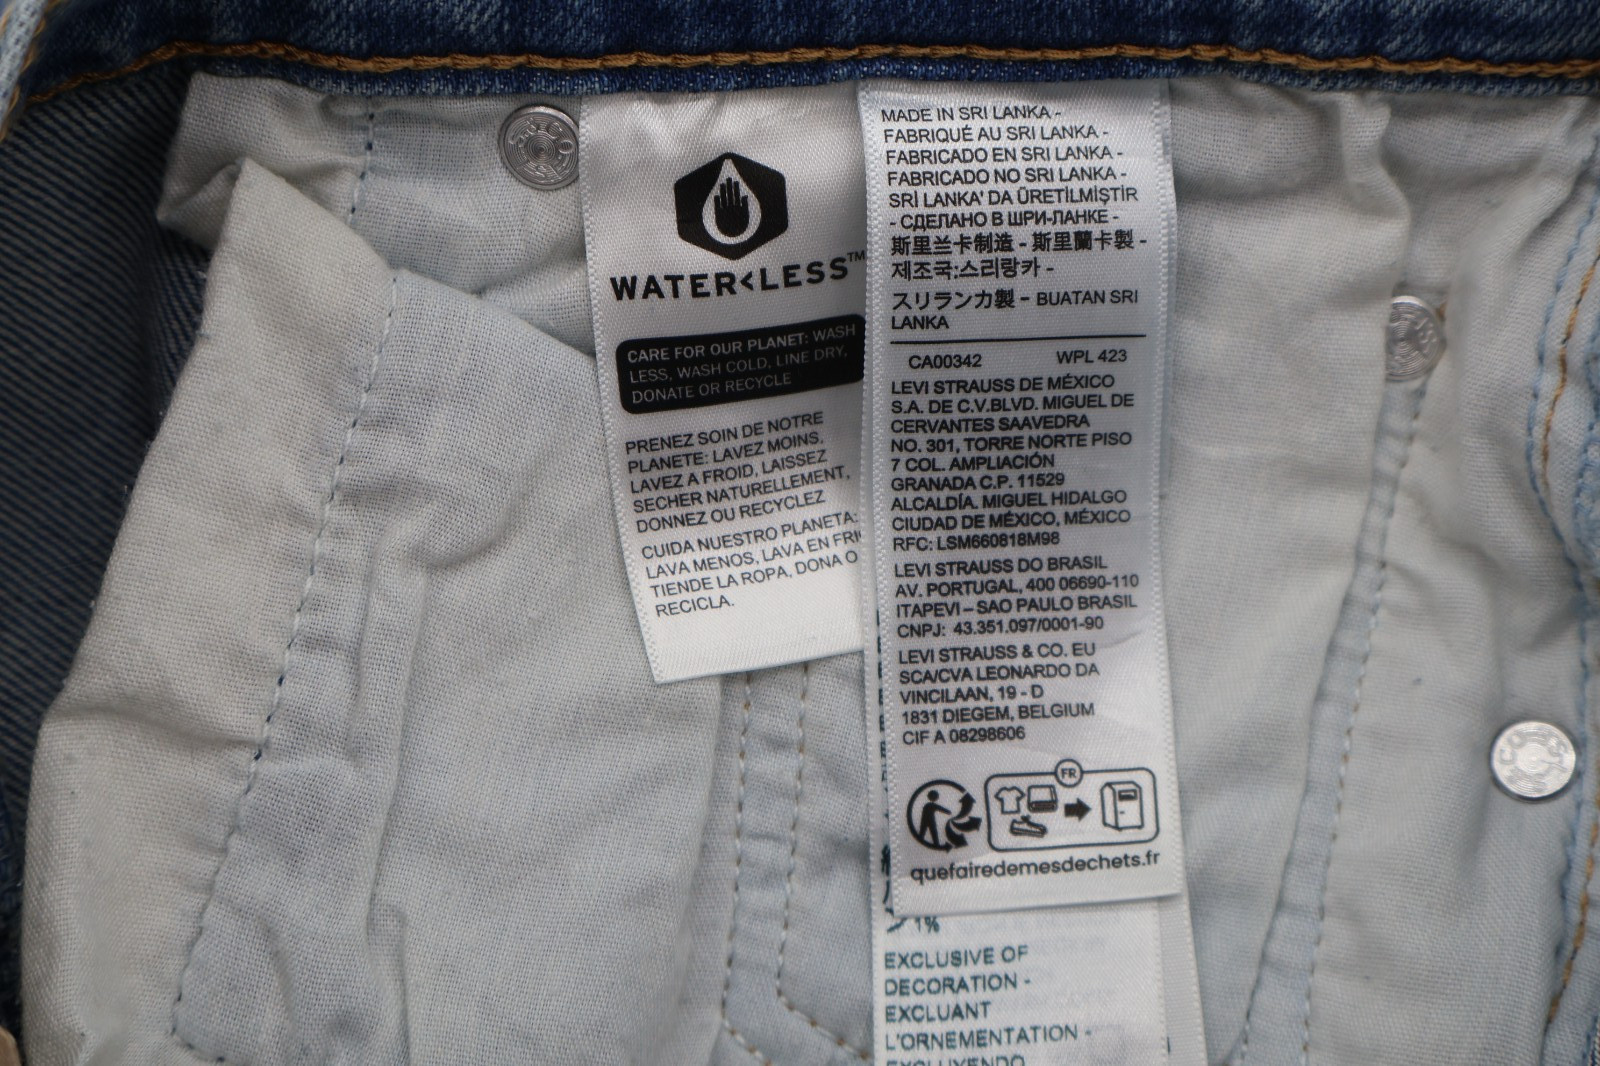 WATER<LESS™
CARE FOR OUR PLANET: WASH
LESS, WASH COLD, LINE DRY,
DONATE OR RECYCLE
PRENEZ SOIN DE NOTRE
PLANETE: LAVEZ MOINS,
LAVEZ A FROID, LAISSEZ
SECHER NATURELLEMENT,
DONNEZ OU RECYCLEZ
CUIDA NUESTRO PLANETA:
LAVA MENOS, LAVA EN
TIENDE LA ROPA, DONA O
RECICLA.
MADE IN SRI LANKA -
FABRIQUÉ AU SRI LANKA -
FABRICADO EN SRI LANKA -
FABRICADO NO SRI LANKA -
SRİ LANKA' DA ÜRETİLMİŞTİR
- СДЕЛАНО В ШРИ-ЛАНКЕ -
斯里兰卡制造 - 斯里蘭卡製 -
제조국:스리랑카 -
スリランカ製 - BUATAN SRI
LANKA
CA00342 WPL 423
LEVI STRAUSS DE MÉXICO
S.A. DE C.V.BLVD. MIGUEL DE
CERVANTES SAAVEDRA
NO. 301, TORRE NORTE PISO
7 COL. AMPLIACIÓN
GRANADA C.P. 11529
ALCALDÍA. MIGUEL HIDALGO
CIUDAD DE MÉXICO, MÉXICO
RFC: LSM660818M98
LEVI STRAUSS DO BRASIL
AV. PORTUGAL, 400 06690-110
ITAPEVI – SAO PAULO BRASIL
CNPJ: 43.351.097/0001-90
LEVI STRAUSS & CO. EU
SCA/CVA LEONARDO DA
VINCILAAN, 19 - D
1831 DIEGEM, BELGIUM
CIF A 08298606
FR
quefairedemesdechets.fr
1%
EXCLUSIVE OF
DECORATION -
EXCLUANT
L'ORNEMENTATION -
EXCLUYENDO